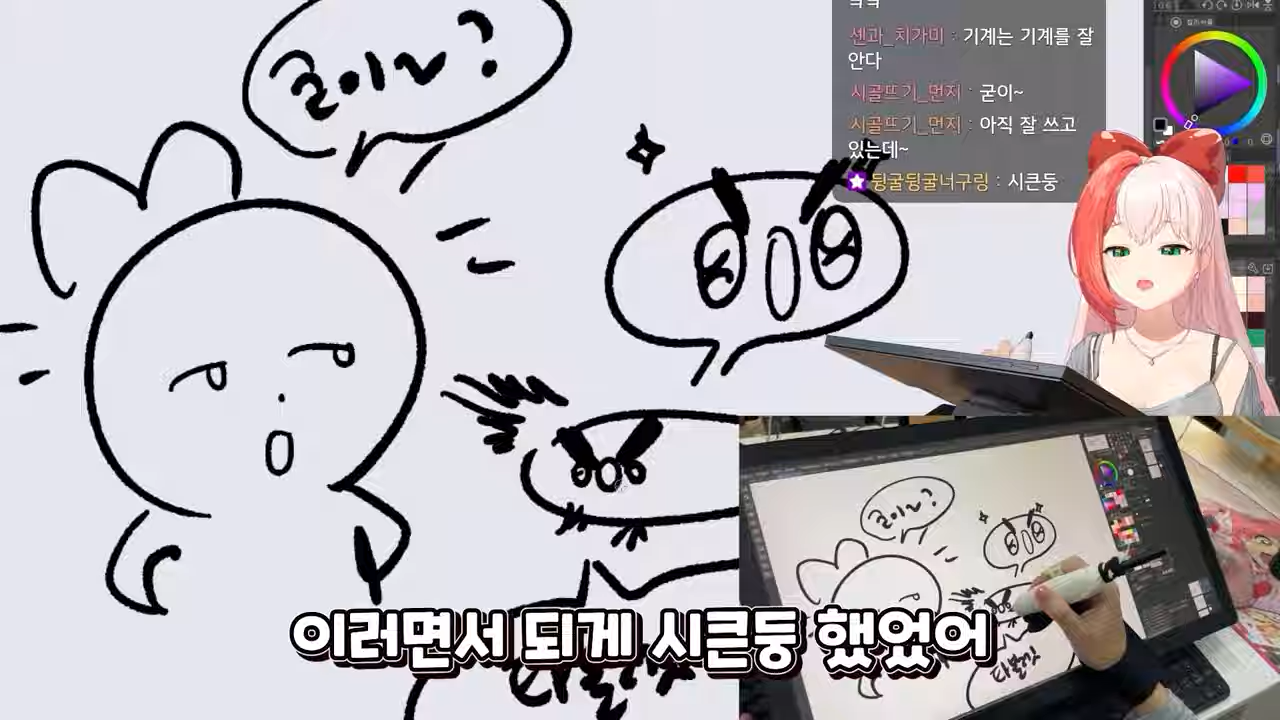 ㅋㅋ
센과_치가미 : 기계는 기계를 잘
안다
시골뜨기_먼지 : 굳이~
시골뜨기_먼지 : 아직 잘 쓰고
있는데~
뒹굴뒹굴너구링 : 시큰둥
굳이~?
이러면서 되게 시큰둥 했었어